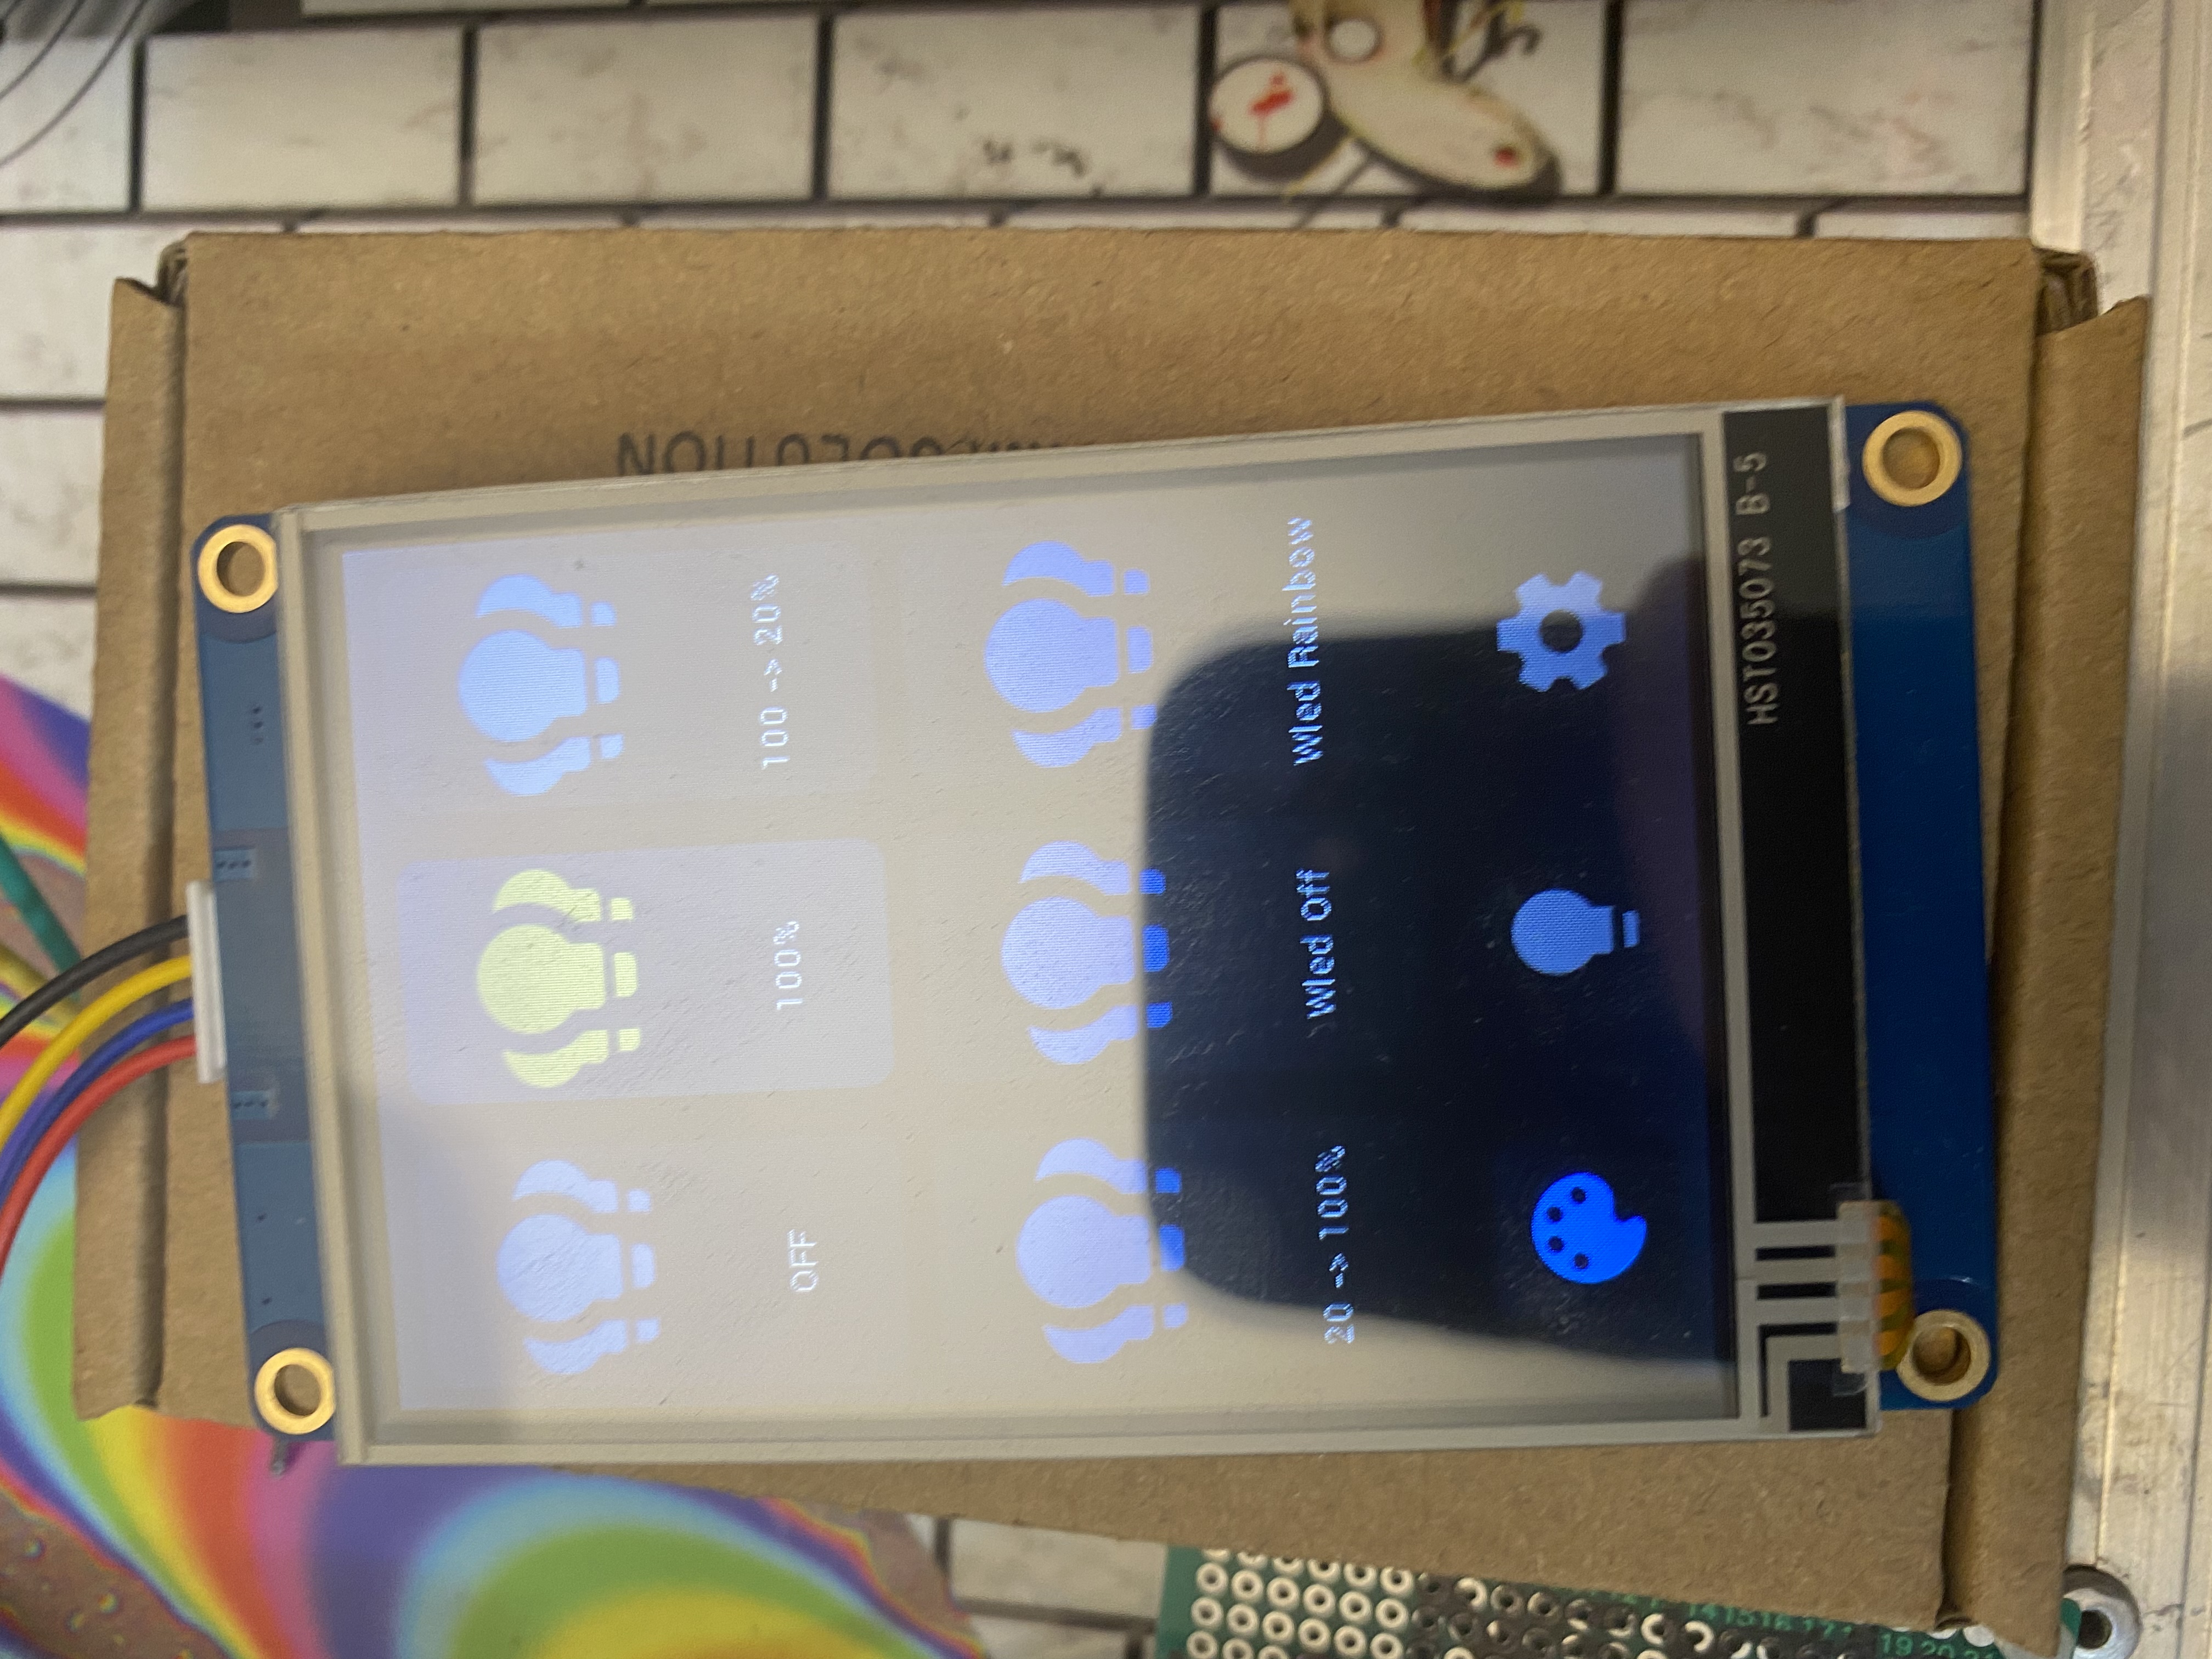 OFF
100%
100 -> 20%
20 -> 100%
Wled Off
Wled Rainbow
HST035073 B-5